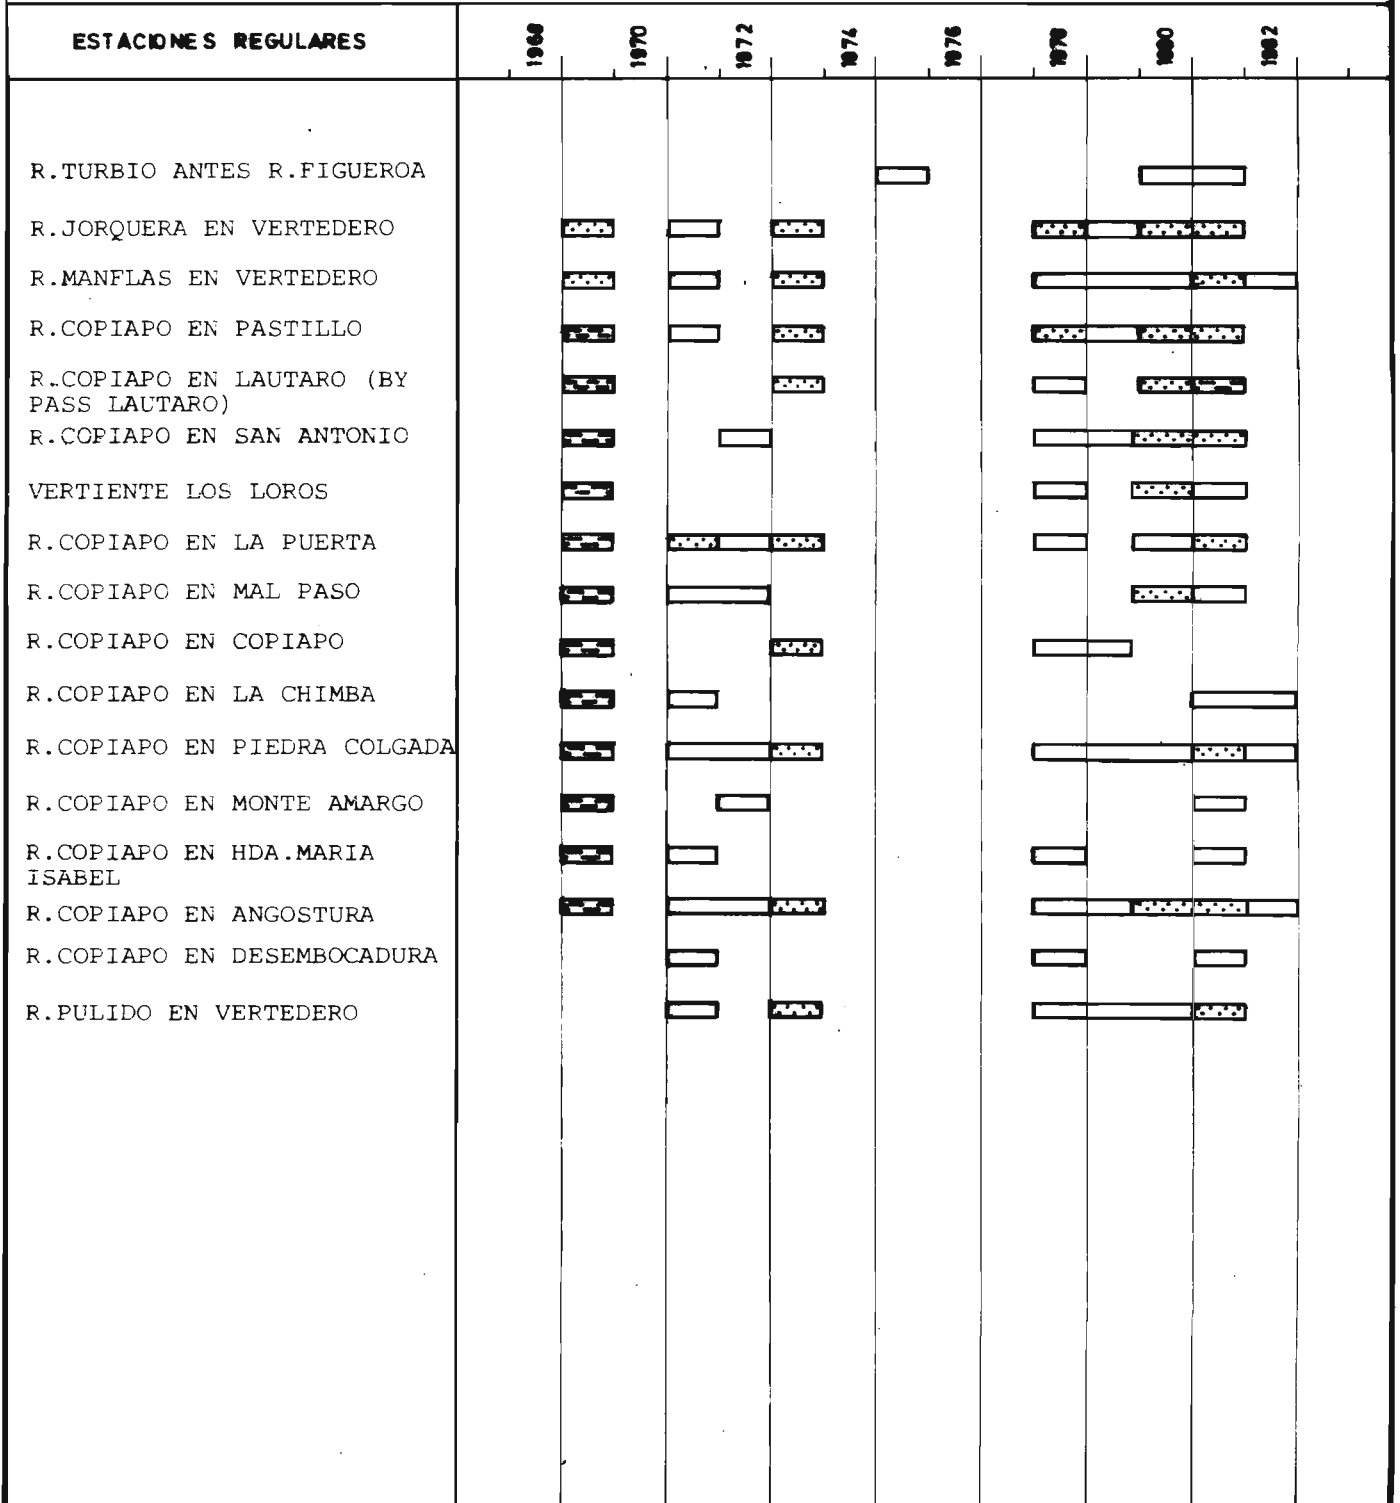 ESTACIONES REGULARES
1968
1970
1972
1974
1976
1978
1980
1982
R.TURBIO ANTES R.FIGUEROA
R.JORQUERA EN VERTEDERO
R.MANFLAS EN VERTEDERO
R.COPIAPO EN PASTILLO
R.COPIAPO EN LAUTARO (BY
PASS LAUTARO)
R.COPIAPO EN SAN ANTONIO
VERTIENTE LOS LOROS
R.COPIAPO EN LA PUERTA
R.COPIAPO EN MAL PASO
R.COPIAPO EN COPIAPO
R.COPIAPO EN LA CHIMBA
R.COPIAPO EN PIEDRA COLGADA
R.COPIAPO EN MONTE AMARGO
R.COPIAPO EN HDA.MARIA
ISABEL
R.COPIAPO EN ANGOSTURA
R.COPIAPO EN DESEMBOCADURA
R.PULIDO EN VERTEDERO